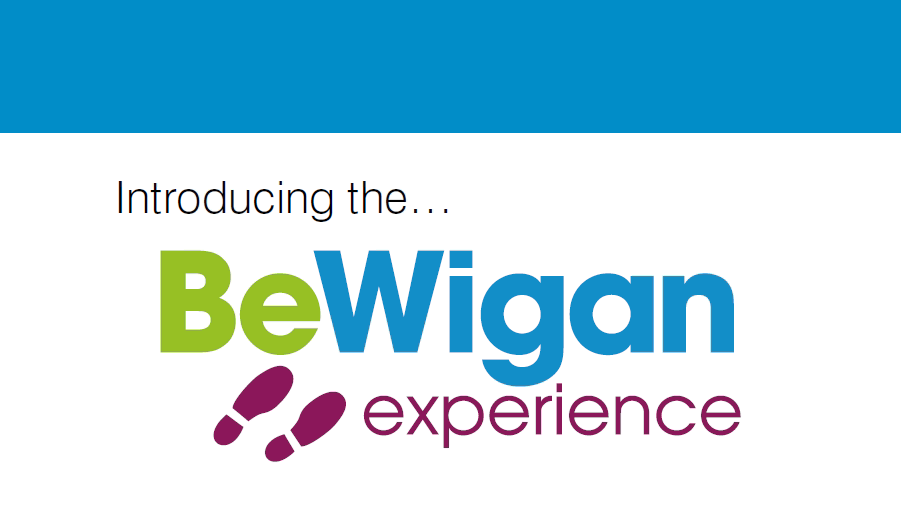 Introducing the...
BeWigan
experience